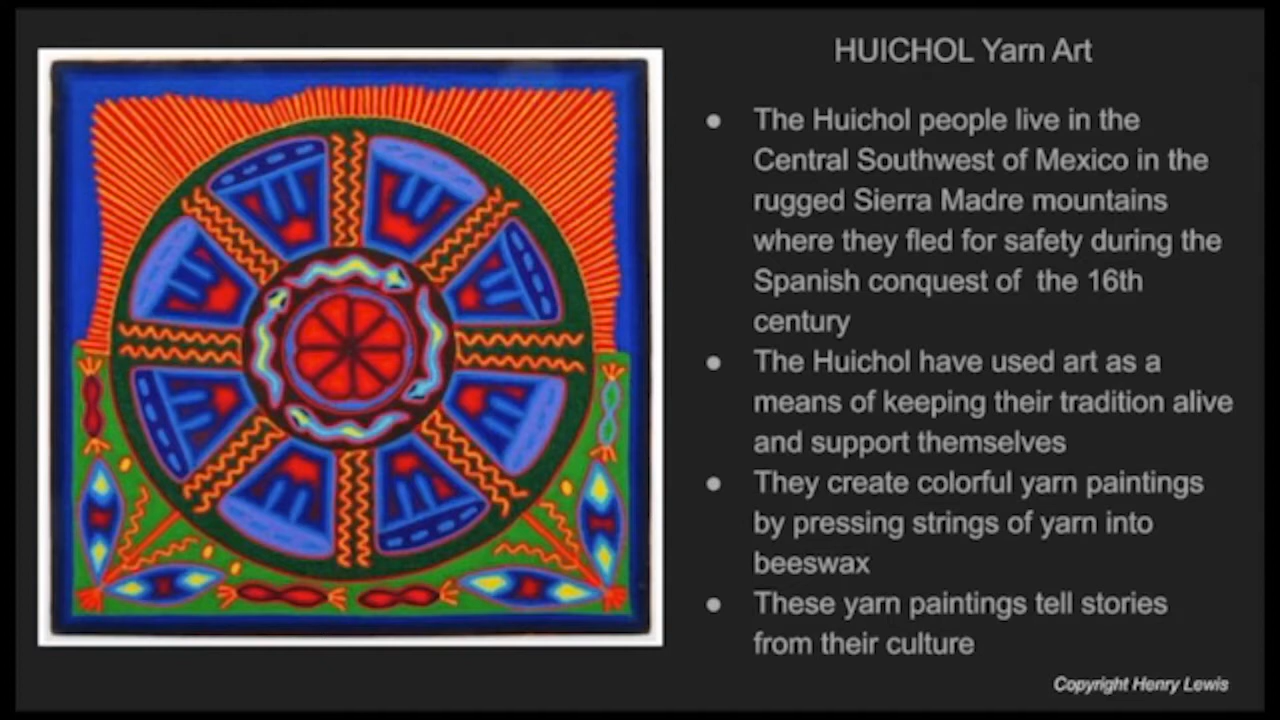 HUICHOL Yarn Art
● The Huichol people live in the
Central Southwest of Mexico in the
rugged Sierra Madre mountains
where they fled for safety during the
Spanish conquest of  the 16th
century
● The Huichol have used art as a
means of keeping their tradition alive
and support themselves
● They create colorful yarn paintings
by pressing strings of yarn into
beeswax
● These yarn paintings tell stories
from their culture
Copyright Henry Lewis